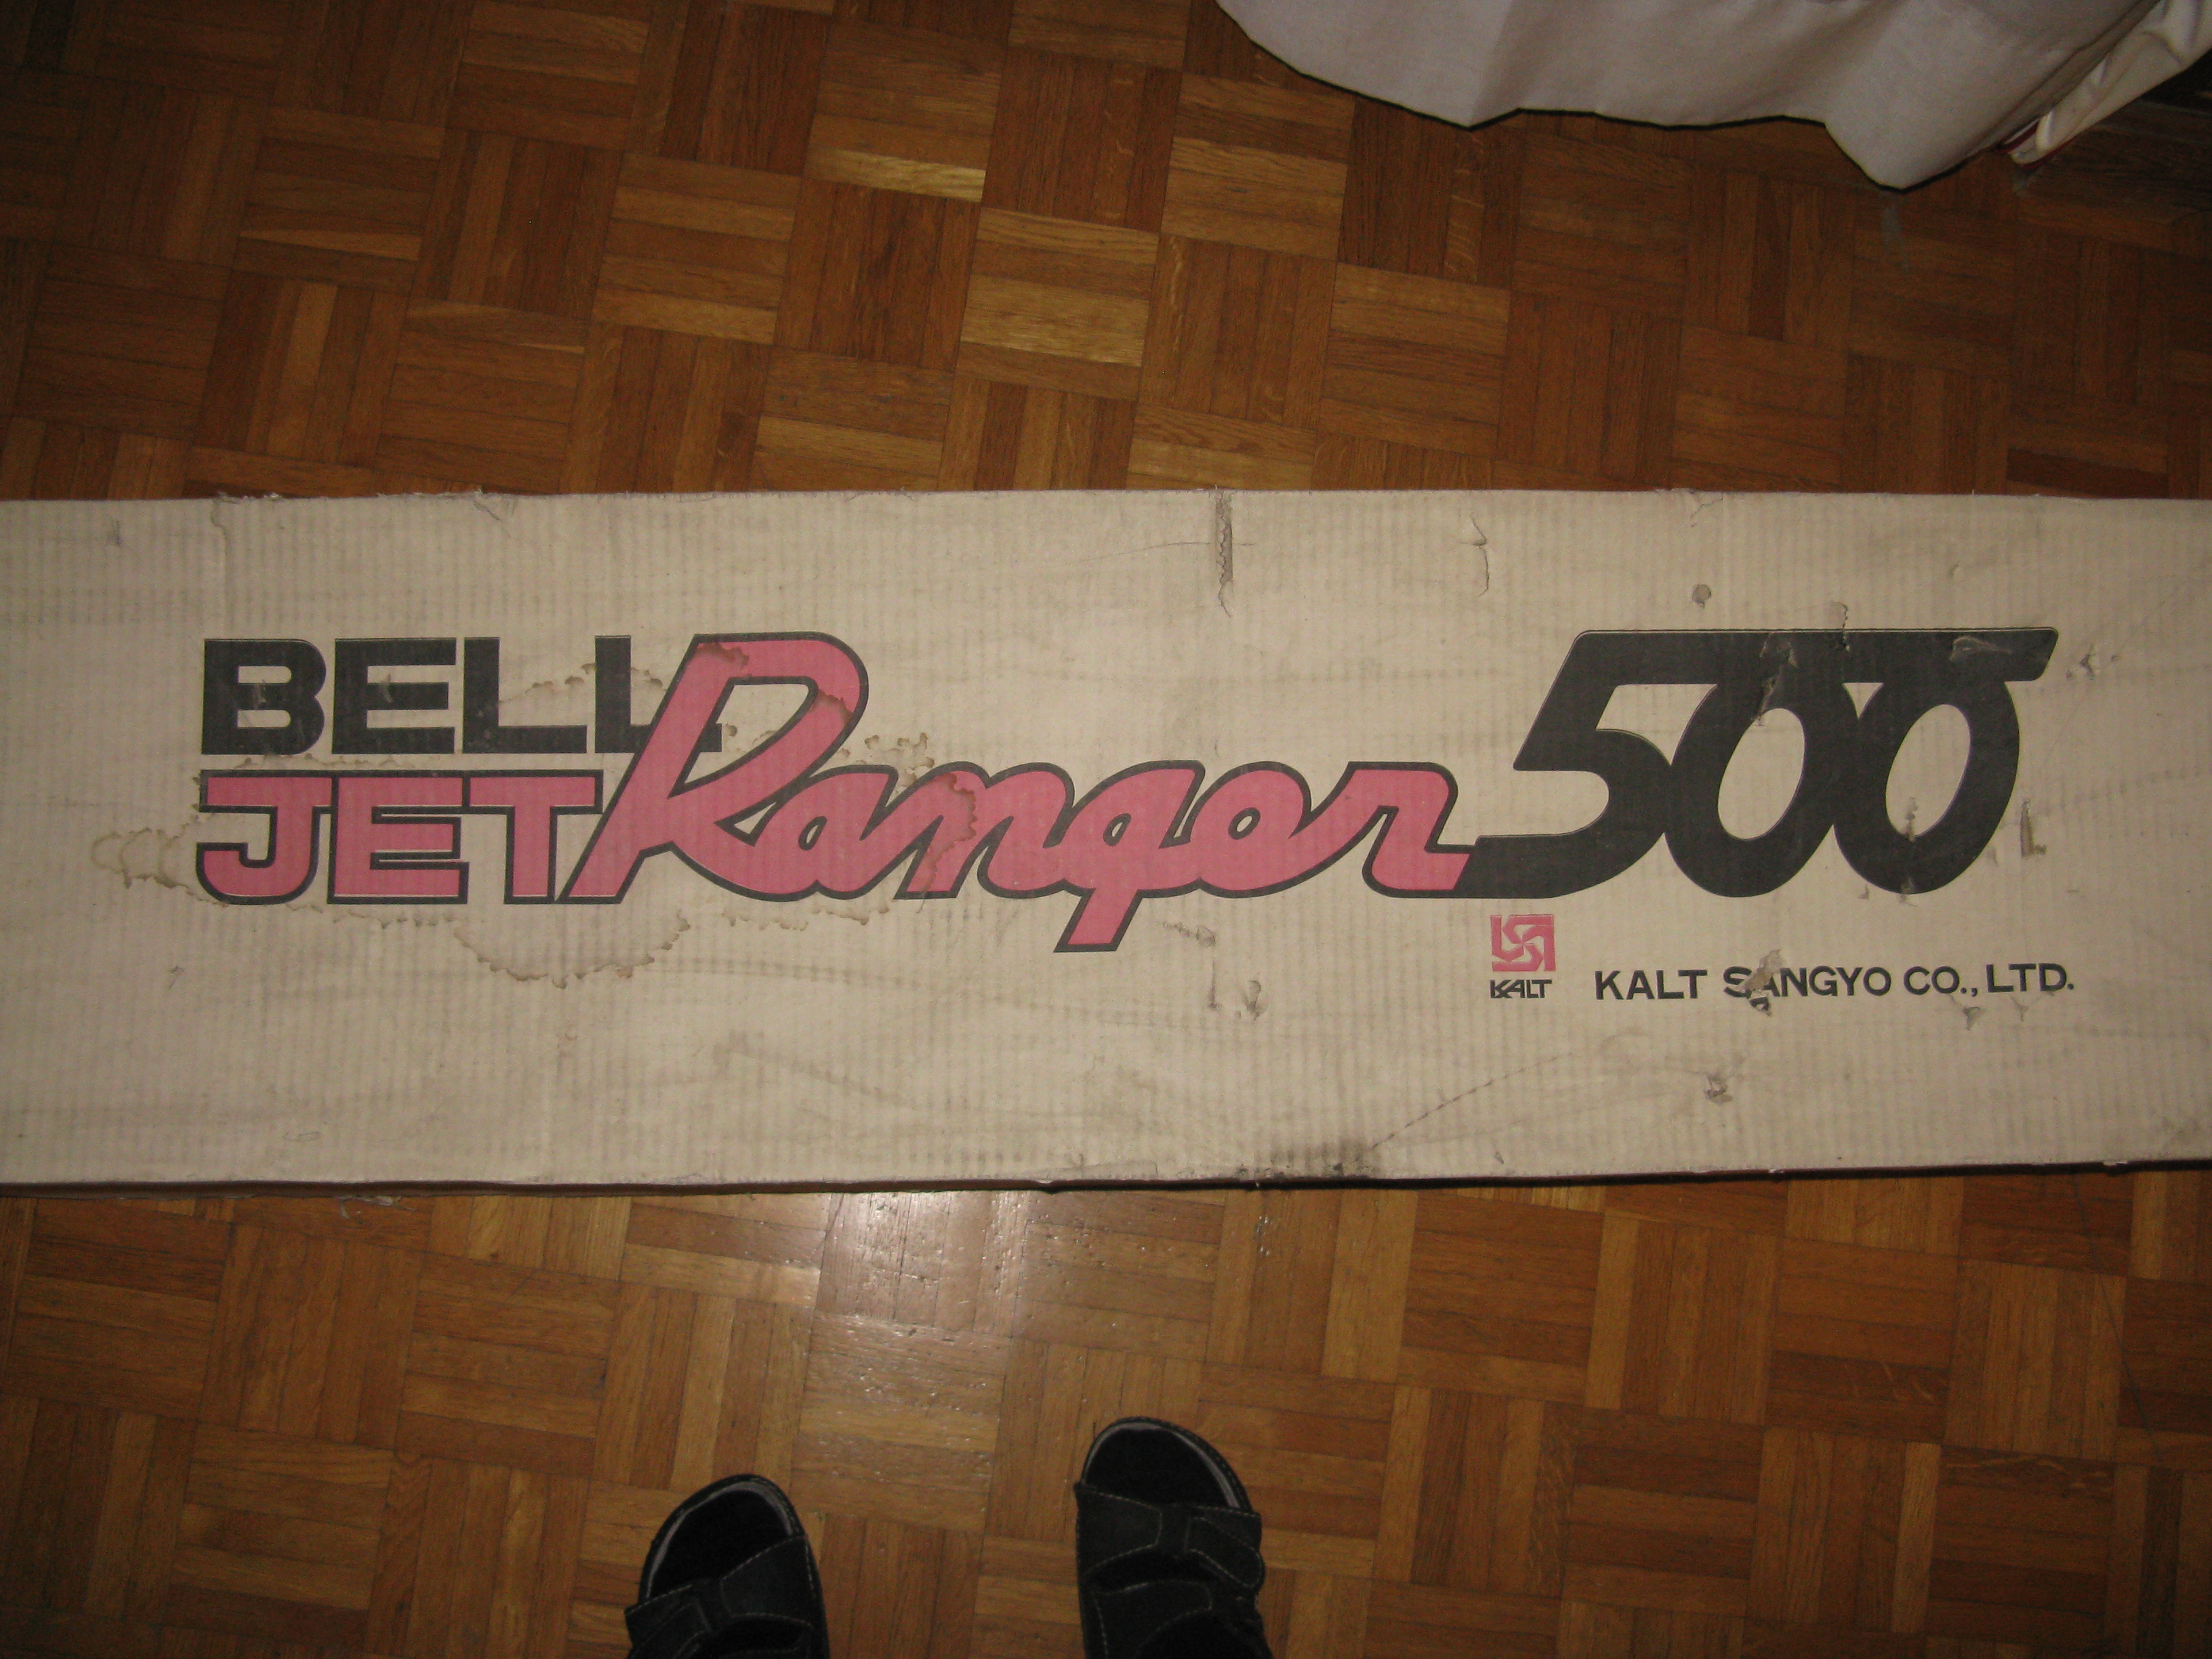 BELL
JET Ranger 500
KALT
KALT SANGYO CO., LTD.